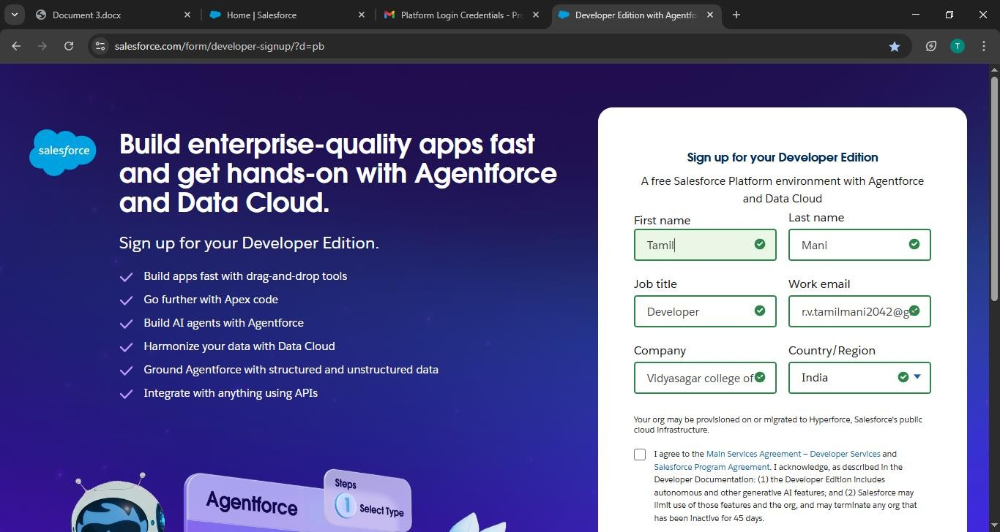 Document 3.docx
Home | Salesforce
Platform Login Credentials - Pr
Developer Edition with Agentfo
salesforce.com/form/developer-signup/?d=pb
T
salesforce
Build enterprise-quality apps fast
and get hands-on with Agentforce
and Data Cloud.
Sign up for your Developer Edition.
Build apps fast with drag-and-drop tools
Go further with Apex code
Build AI agents with Agentforce
Harmonize your data with Data Cloud
Ground Agentforce with structured and unstructured data
Integrate with anything using APIs
Agentforce
Steps
1 Select Type
Sign up for your Developer Edition
A free Salesforce Platform environment with Agentforce
and Data Cloud
First name
Last name
Tamil
Mani
Job title
Work email
Developer
r.v.tamilmani2042@g
Company
Country/Region
Vidyasagar college of
India
Your org may be provisioned on or migrated to Hyperforce, Salesforce's public
cloud infrastructure.
I agree to the Main Services Agreement – Developer Services and
Salesforce Program Agreement. I acknowledge, as described in the
Developer Documentation: (1) the Developer Edition includes
autonomous and other generative AI features; and (2) Salesforce may
limit use of those features and the org, and may terminate any org that
has been inactive for 45 days.